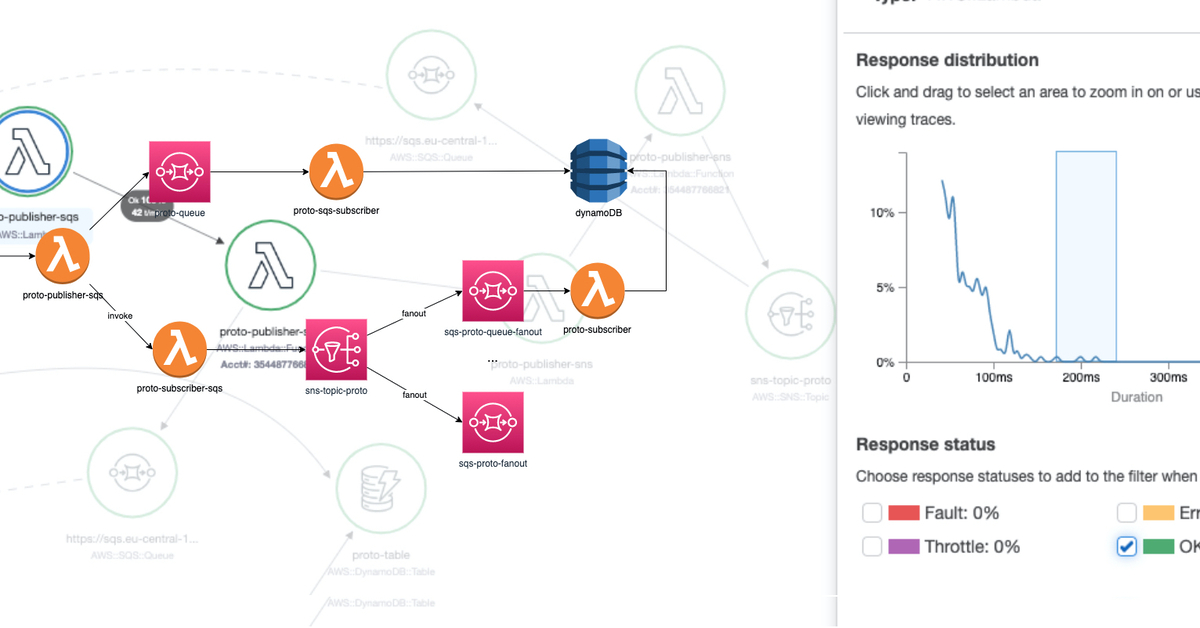 Response distribution
Click and drag to select an area to zoom in on or us
viewing traces.
10%
5%
0%
0
100ms
200ms
300ms
Duration
Response status
Choose response statuses to add to the filter when
Fault: 0%
Err
Throttle: 0%
OK
https://sqs.eu-central-1...
AWS::SQS::Queue
proto-publisher-sns
Lambda::Function
Acct#: 354487766821
o-publisher-sqs
AWS::Lam
Ok 10
42 t/m
proto-queue
proto-sqs-subscriber
dynamoDB
proto-publisher-sqs
invoke
proto-subscriber-sqs
proto-publisher-s
AWS::Lambda::Fu
Acct#: 354487766
sns-topic-proto
fanout
fanout
sqs-proto-queue-fanout
...
sqs-proto-fanout
proto-subscriber
proto-publisher-sns
AWS::Lambda
sns-topic-proto
AWS::SNS::Topic
https://sqs.eu-central-1...
AWS::SQS::Queue
proto-table
AWS::DynamoDB::Table
AWS::DynamoDB::Table